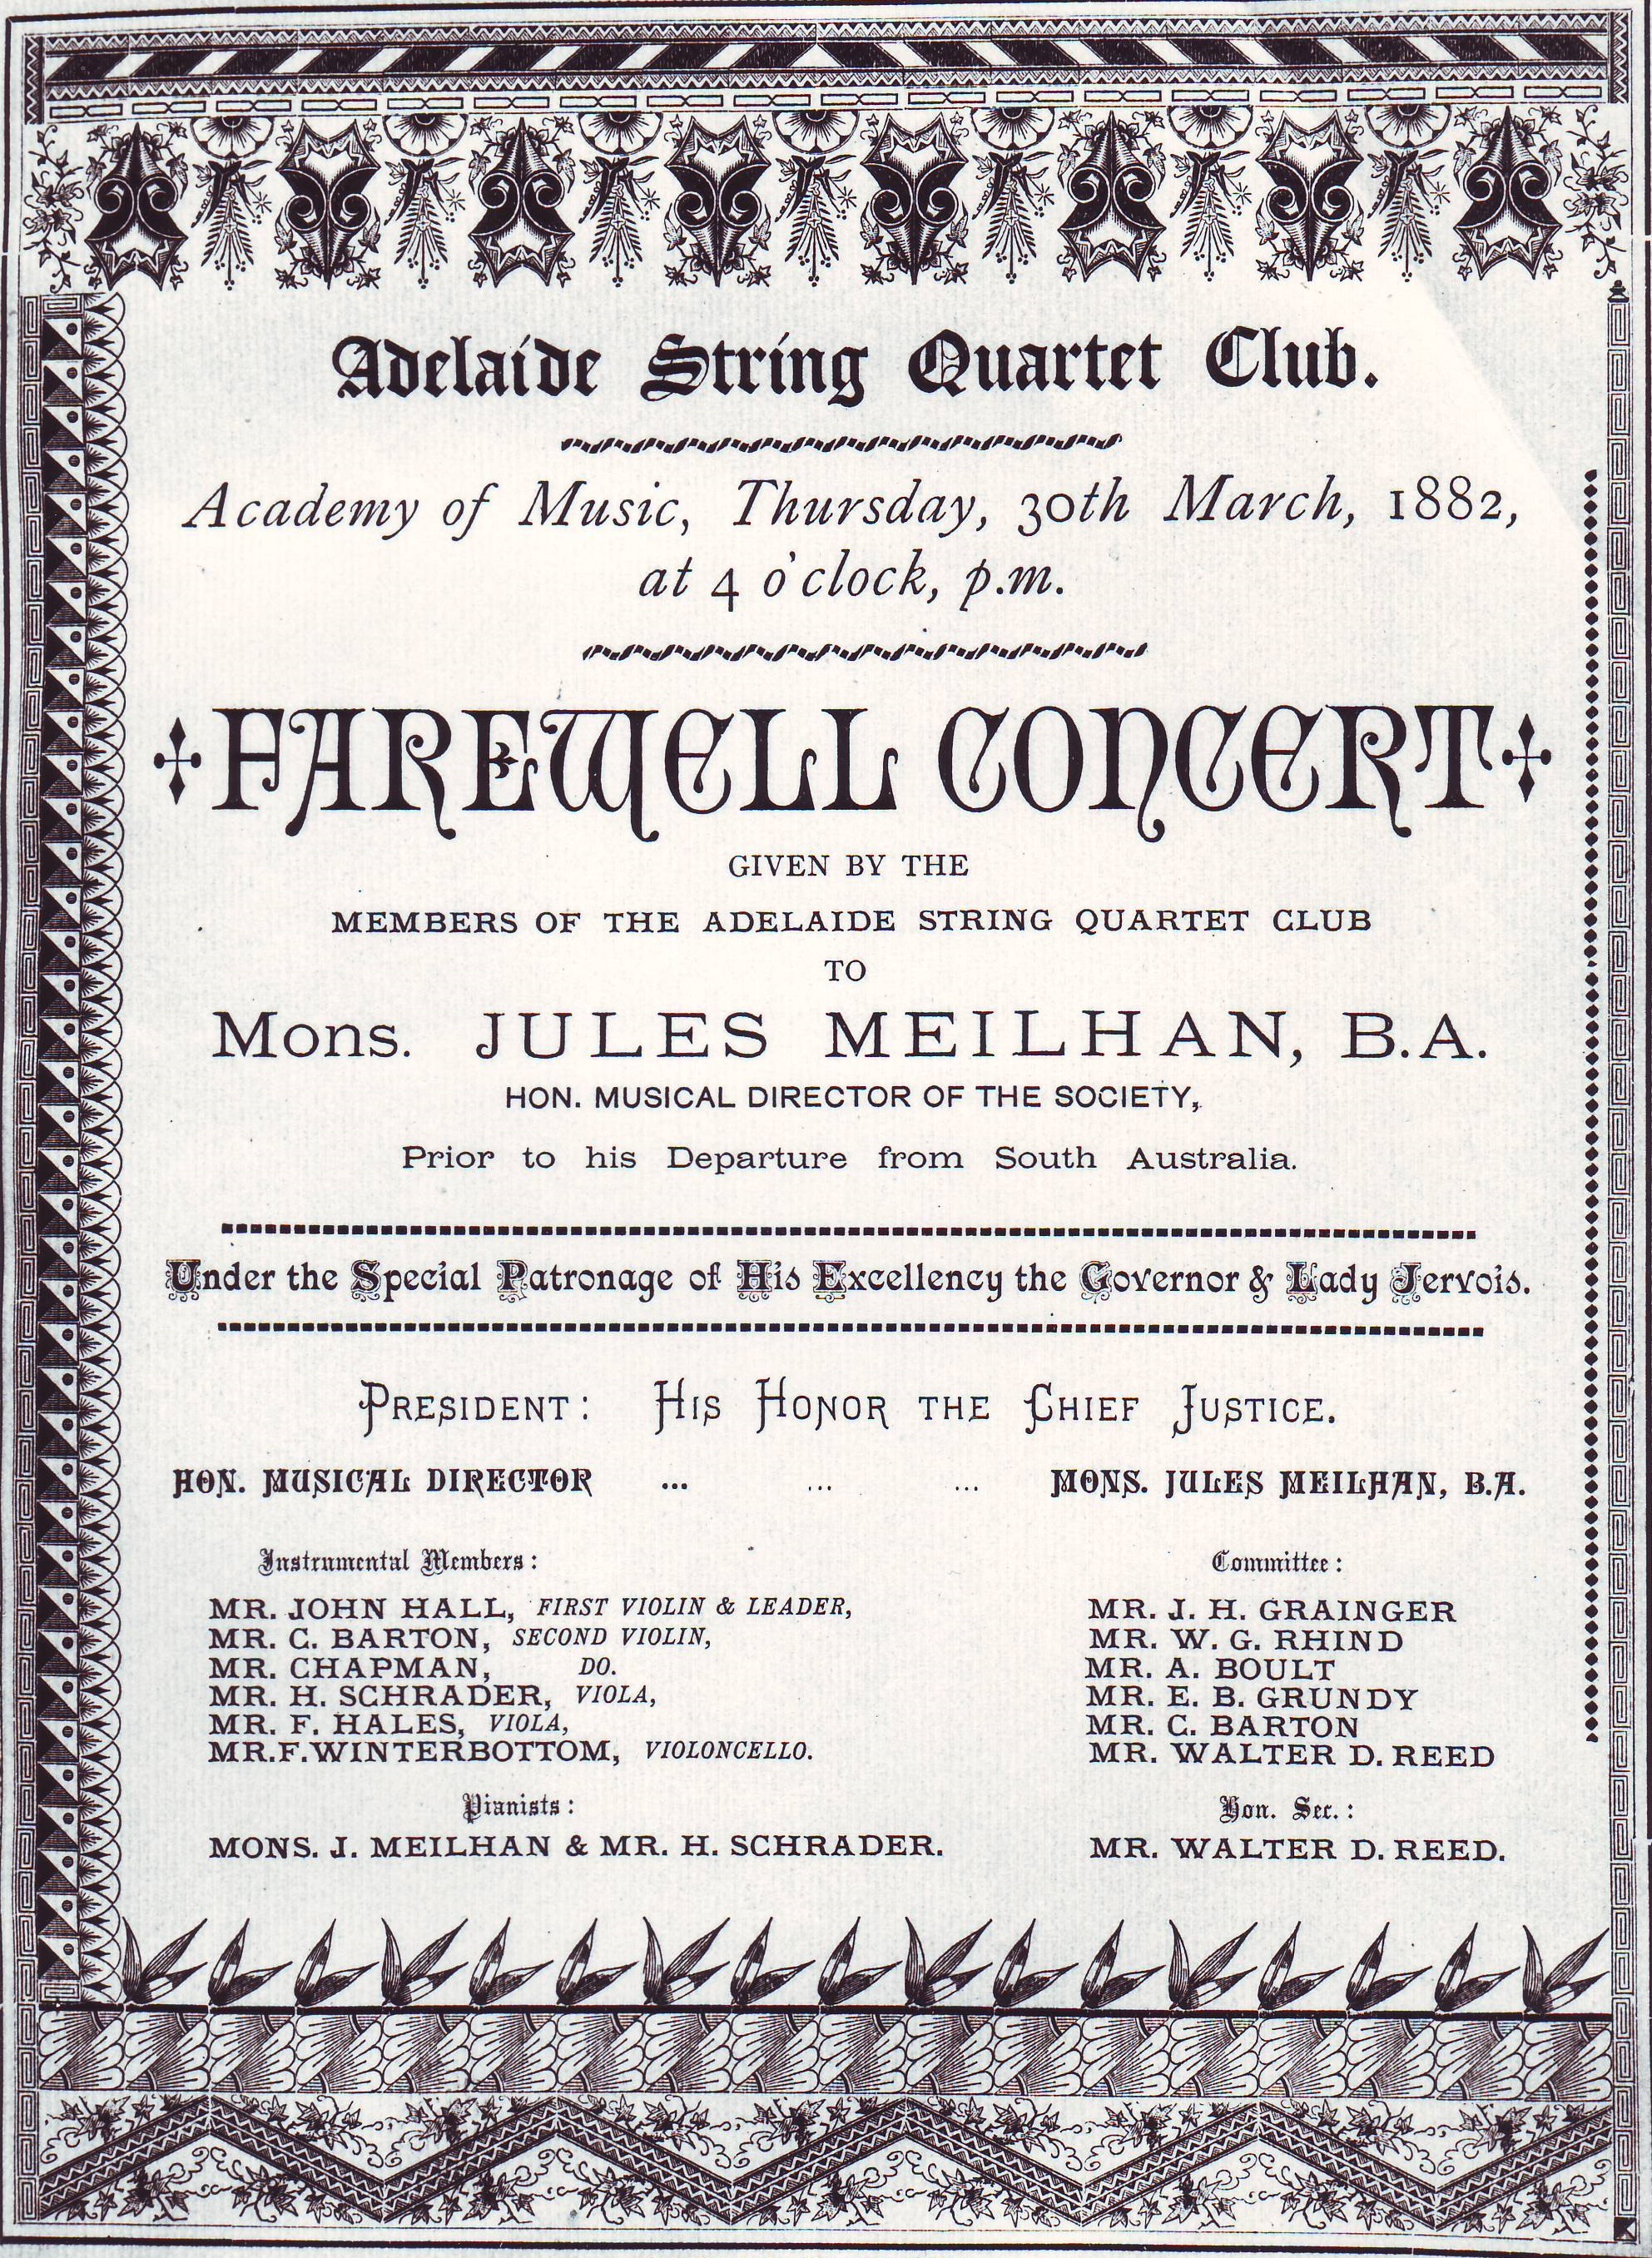 Adelaide String Quartet Club.
Academy of Music, Thursday, 30th March, 1882,
at 4 o'clock, p.m.
FAREWELL CONCERT
GIVEN BY THE
MEMBERS OF THE ADELAIDE STRING QUARTET CLUB
TO
Mons. JULES MEILHAN, B.A.
HON. MUSICAL DIRECTOR OF THE SOCIETY,
Prior to his Departure from South Australia.
Under the Special Patronage of His Excellency the Governor & Lady Jervois.
PRESIDENT: HIS HONOR THE CHIEF JUSTICE.
HON. MUSICAL DIRECTOR ... ... ... MONS. JULES MEILHAN, B.A.
Instrumental Members:
MR. JOHN HALL, FIRST VIOLIN & LEADER,
MR. C. BARTON, SECOND VIOLIN,
MR. CHAPMAN, DO.
MR. H. SCHRADER, VIOLA,
MR. F. HALES, VIOLA,
MR. F. WINTERBOTTOM, VIOLONCELLO.
Pianists:
MONS. J. MEILHAN & MR. H. SCHRADER.
Committee:
MR. J. H. GRAINGER
MR. W. G. RHIND
MR. A. BOULT
MR. E. B. GRUNDY
MR. C. BARTON
MR. WALTER D. REED
Hon. Sec.:
MR. WALTER D. REED.